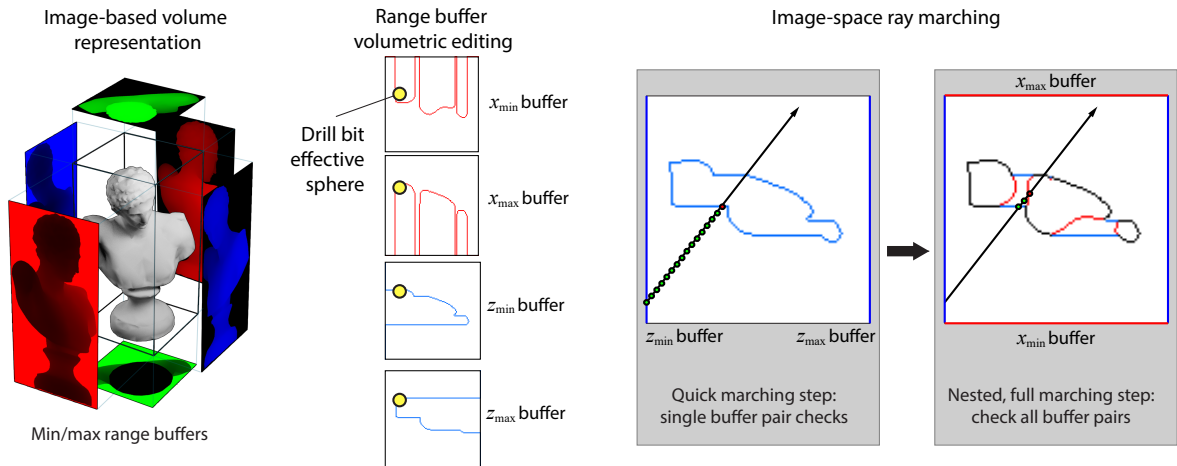 Image-based volume
representation
Min/max range buffers
Range buffer
volumetric editing
xmin buffer
Drill bit
effective
sphere
xmax buffer
zmin buffer
zmax buffer
Image-space ray marching
zmin buffer
zmax buffer
Quick marching step:
single buffer pair checks
xmax buffer
xmin buffer
Nested, full marching step:
check all buffer pairs